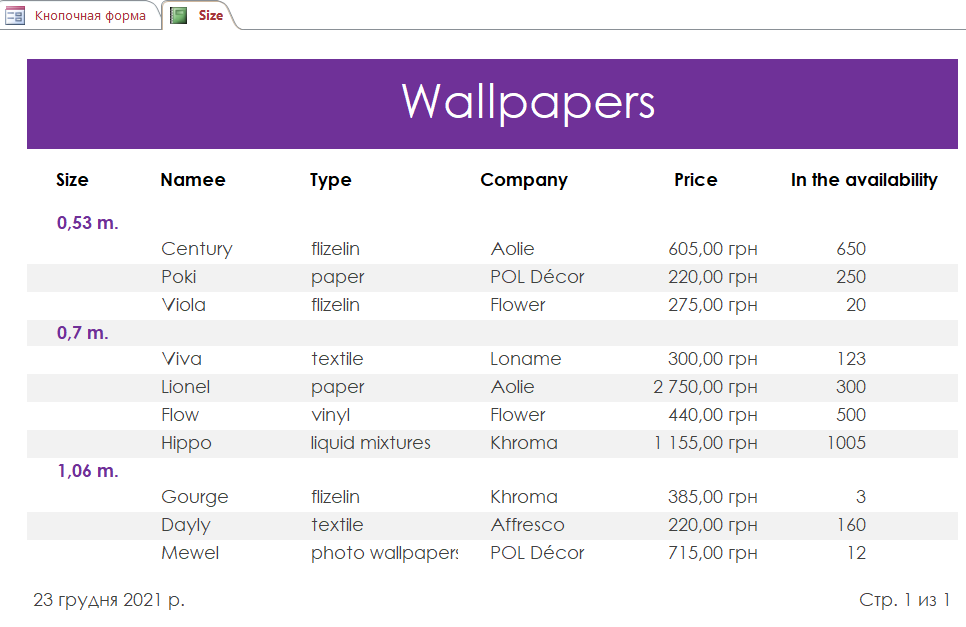 Кнопочная форма Size
Wallpapers
Size Namee Type Company Price In the availability
0,53 m.
Century flizelin Aolie 605,00 грн 650
Poki paper POL Décor 220,00 грн 250
Viola flizelin Flower 275,00 грн 20
0,7 m.
Viva textile Loname 300,00 грн 123
Lionel paper Aolie 2 750,00 грн 300
Flow vinyl Flower 440,00 грн 500
Hippo liquid mixtures Khroma 1 155,00 грн 1005
1,06 m.
Gourge flizelin Khroma 385,00 грн 3
Dayly textile Affresco 220,00 грн 160
Mewel photo wallpapers POL Décor 715,00 грн 12
23 грудня 2021 р. Стр. 1 из 1